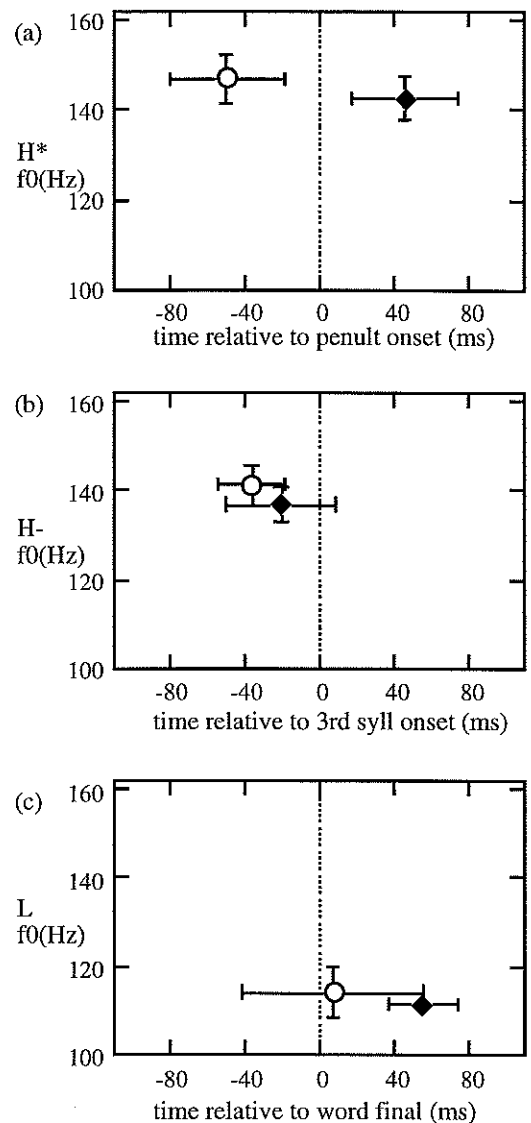 (a)
160
140
H*
f0(Hz)
120
100
-80 -40 0 40 80
time relative to penult onset (ms)
(b)
160
140
H-
f0(Hz)
120
100
-80 -40 0 40 80
time relative to 3rd syll onset (ms)
(c)
160
140
L
f0(Hz)
120
100
-80 -40 0 40 80
time relative to word final (ms)